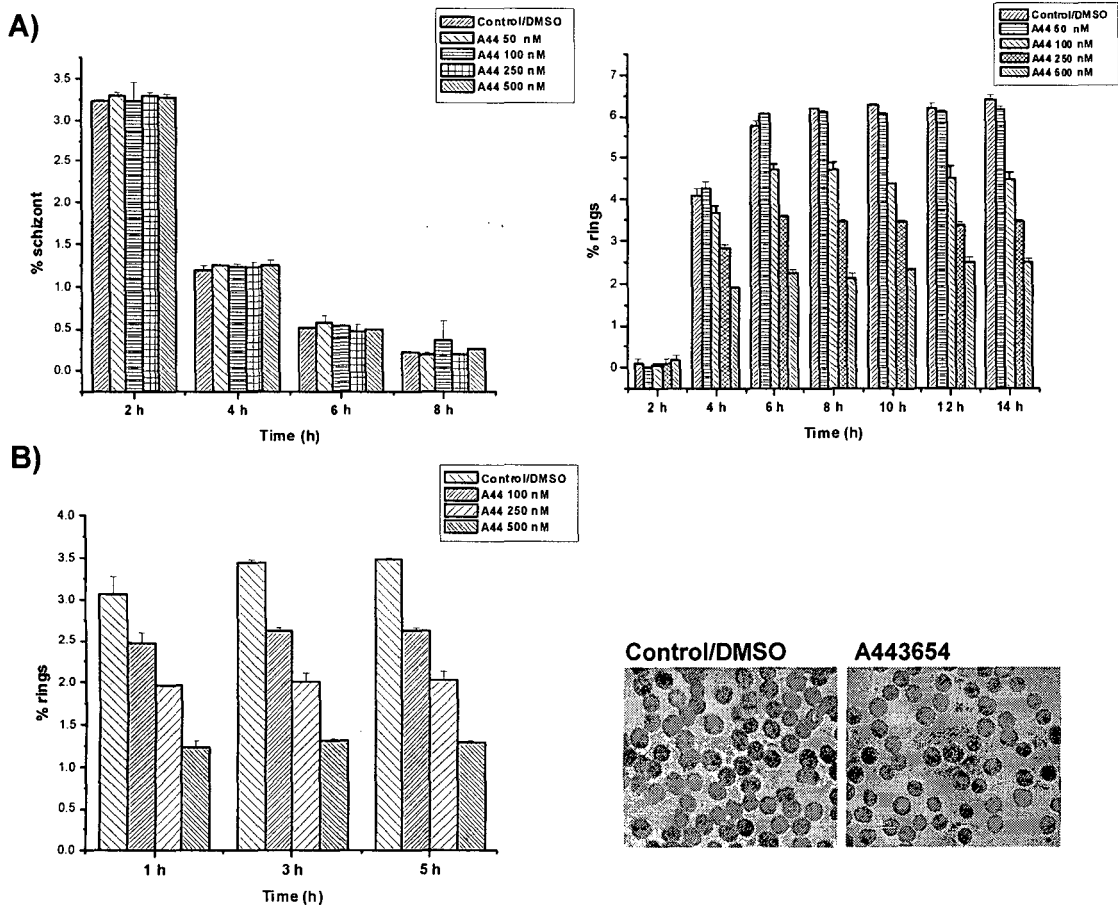 A)
Control/DMSO
A44 50 nM
A44 100 nM
A44 250 nM
A44 500 nM
3.5
3.0
2.5
2.0
1.5
1.0
0.5
0.0
% schizont
2 h
4 h
6 h
8 h
Time (h)
Control/DMSO
A44 50 nM
A44 100 nM
A44 250 nM
A44 500 nM
7
6
5
4
3
2
1
0
% rings
2 h
4 h
6 h
8 h
10 h
12 h
14 h
Time (h)
B)
Control/DMSO
A44 100 nM
A44 250 nM
A44 500 nM
4.0
3.5
3.0
2.5
2.0
1.5
1.0
0.5
0.0
% rings
1 h
3 h
5 h
Time (h)
Control/DMSO
A443654